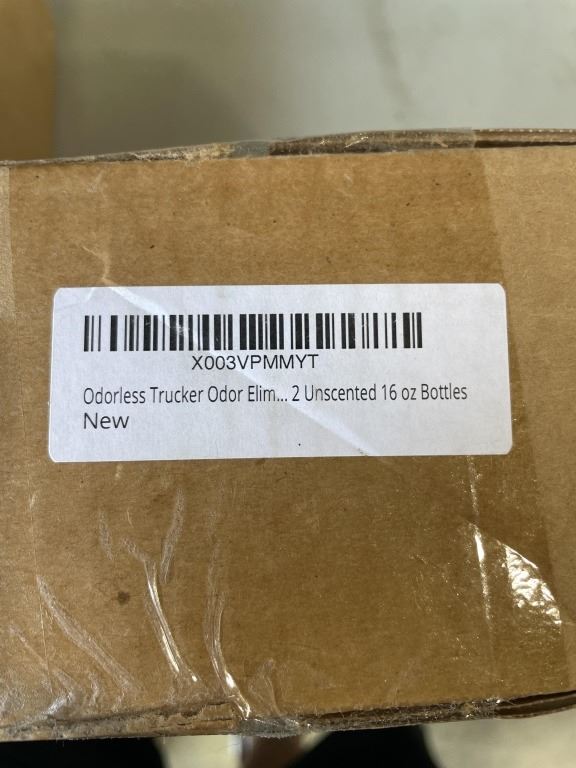 X003VPMMYT
Odorless Trucker Odor Elim... 2 Unscented 16 oz Bottles
New